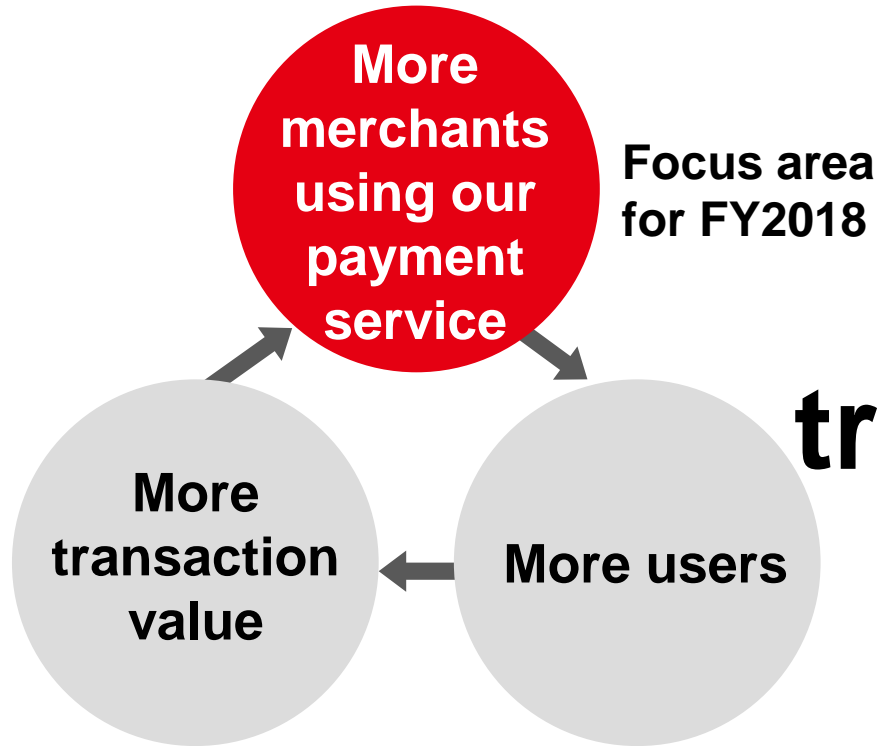 More
merchants
using our
payment
service
Focus area
for FY2018
tr
More
transaction
value
More users